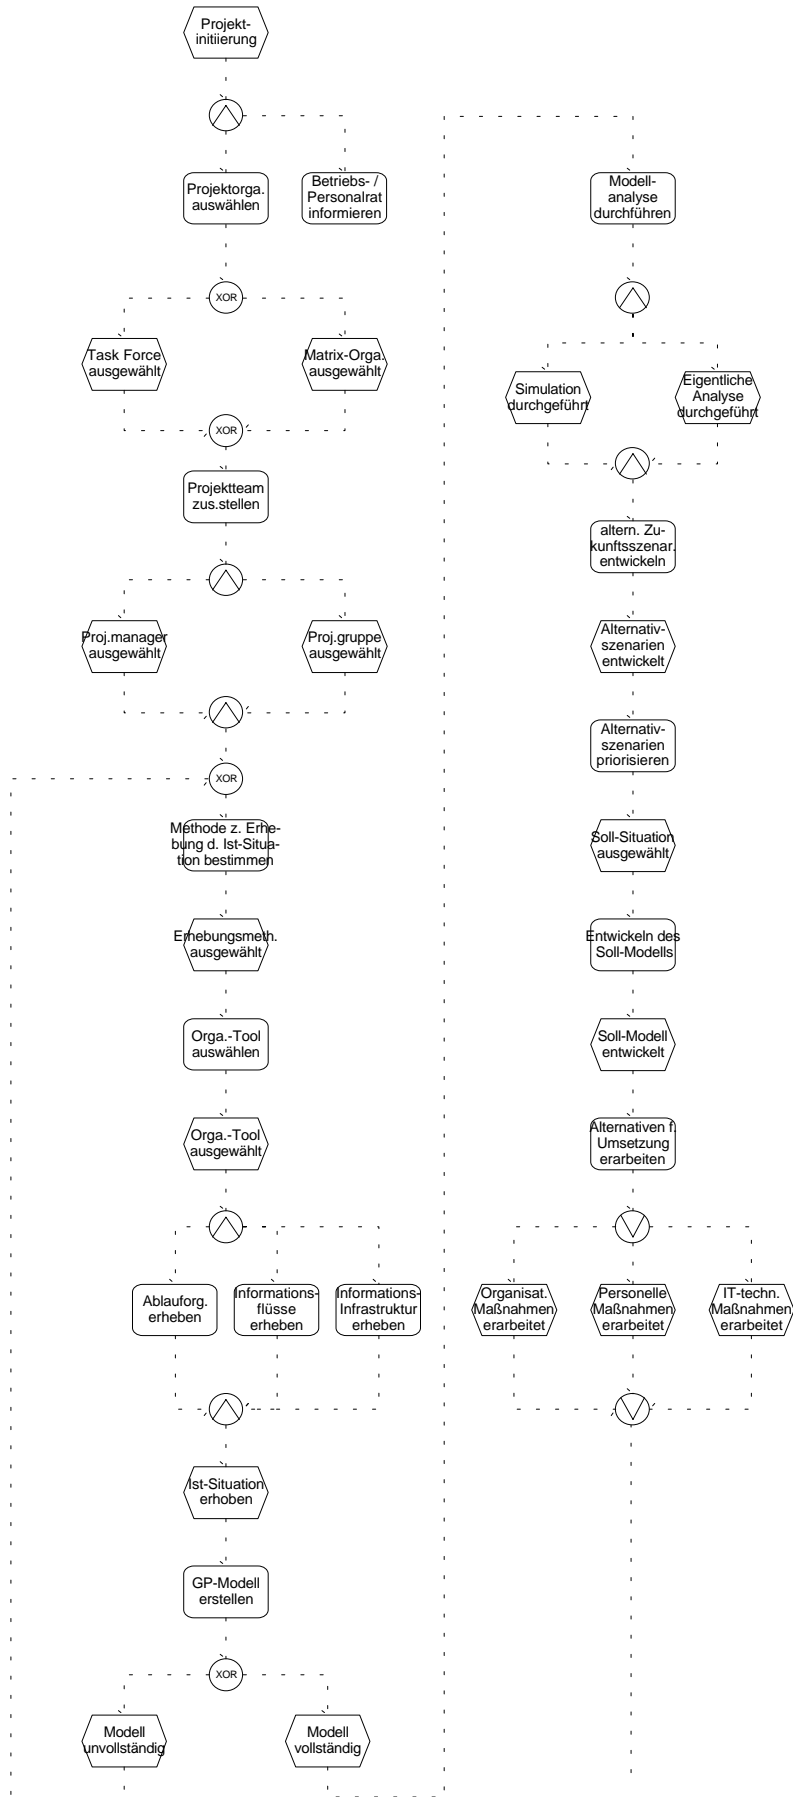 Projekt-
initiierung
Projektorga.
auswählen
Betriebs- /
Personalrat
informieren
XOR
Task Force
ausgewählt
Matrix-Orga.
ausgewählt
XOR
Projektteam
zus.stellen
Proj.manager
ausgewählt
Proj.gruppe
ausgewählt
XOR
Methode z. Erhe-
bung d. Ist-Situa-
tion bestimmen
Erhebungsmeth.
ausgewählt
Orga.-Tool
auswählen
Orga.-Tool
ausgewählt
Ablauforg.
erheben
Informations-
flüsse
erheben
Informations-
Infrastruktur
erheben
Ist-Situation
erhoben
GP-Modell
erstellen
XOR
Modell
unvollständig
Modell
vollständig
Modell-
analyse
durchführen
Simulation
durchgeführt
Eigentliche
Analyse
durchgeführt
altern. Zu-
kunftsszenar.
entwickeln
Alternativ-
szenarien
entwickelt
Alternativ-
szenarien
priorisieren
Soll-Situation
ausgewählt
Entwickeln des
Soll-Modells
Soll-Modell
entwickelt
Alternativen f.
Umsetzung
erarbeiten
Organisat.
Maßnahmen
erarbeitet
Personelle
Maßnahmen
erarbeitet
IT-techn.
Maßnahmen
erarbeitet